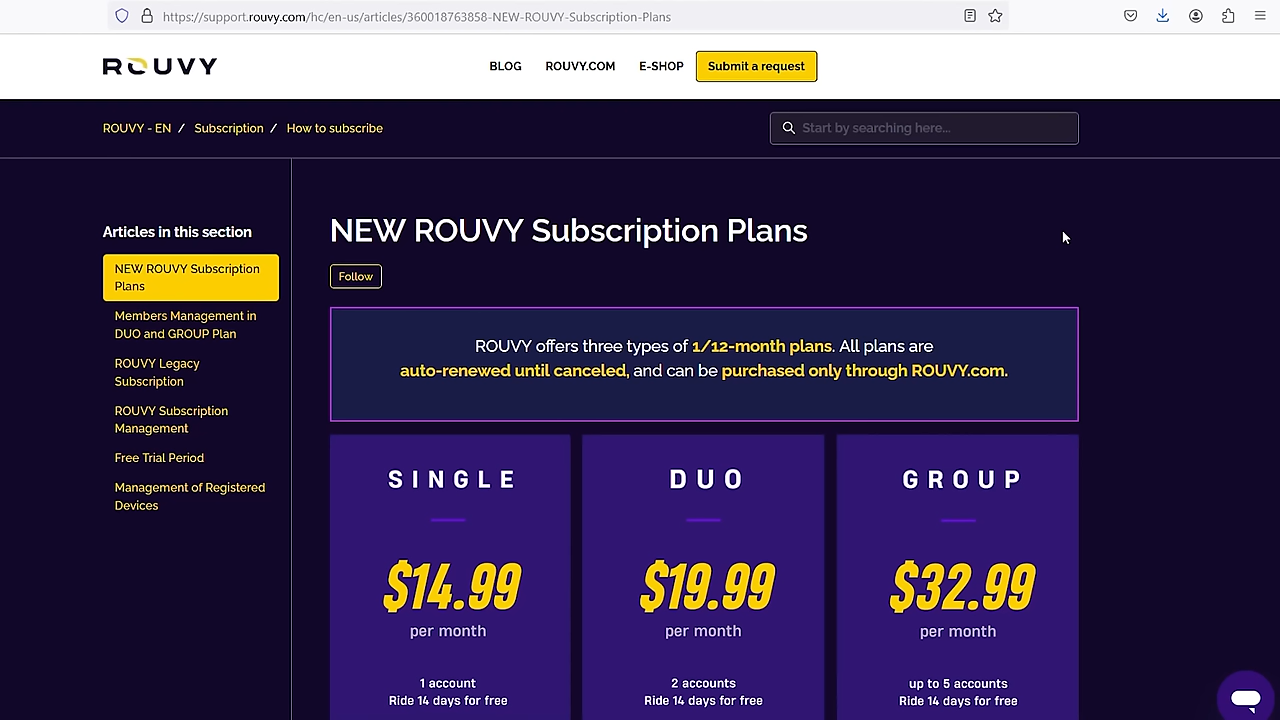 https://support.rouvy.com/hc/en-us/articles/360018763858-NEW-ROUVY-Subscription-Plans
ROUVY
BLOG
ROUVY.COM
E-SHOP
Submit a request
ROUVY - EN / Subscription / How to subscribe
Start by searching here...
Articles in this section
NEW ROUVY Subscription
Plans
Members Management in
DUO and GROUP Plan
ROUVY Legacy
Subscription
ROUVY Subscription
Management
Free Trial Period
Management of Registered
Devices
NEW ROUVY Subscription Plans
Follow
ROUVY offers three types of 1/12-month plans. All plans are
auto-renewed until canceled, and can be purchased only through ROUVY.com.
SINGLE
$14.99
per month
1 account
Ride 14 days for free
DUO
$19.99
per month
2 accounts
Ride 14 days for free
GROUP
$32.99
per month
up to 5 accounts
Ride 14 days for free